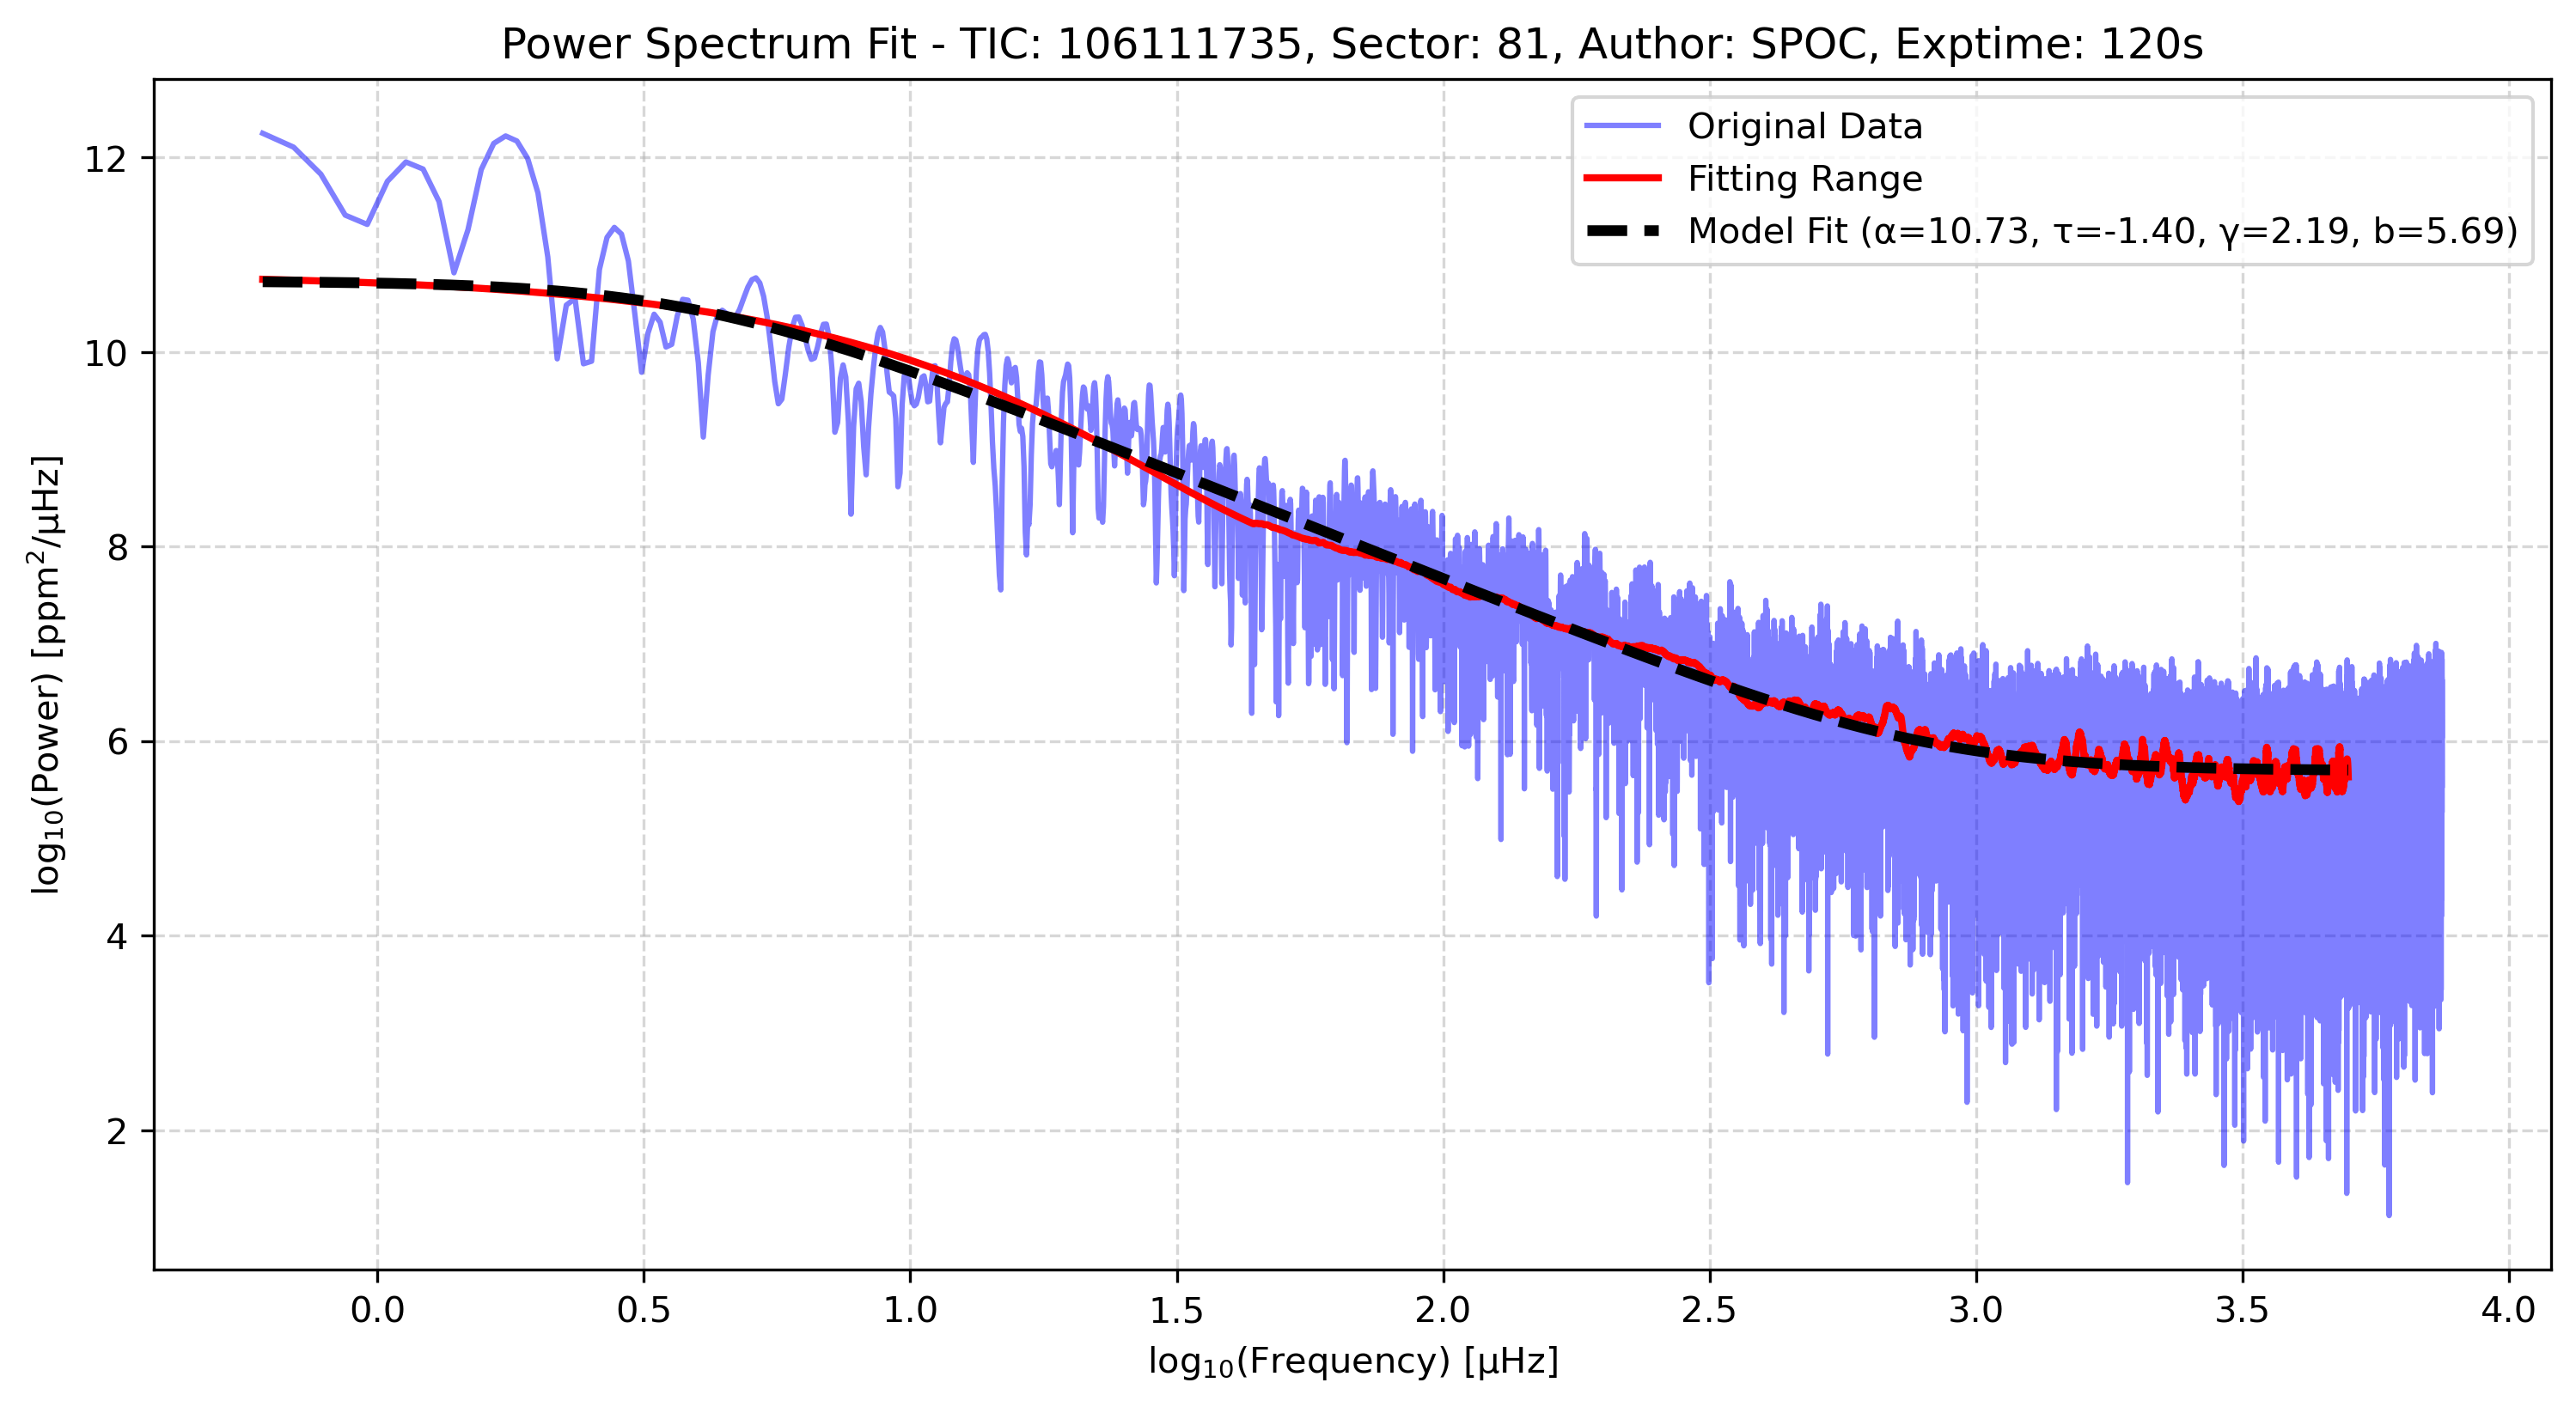 Power Spectrum Fit - TIC: 106111735, Sector: 81, Author: SPOC, Exptime: 120s
Original Data
Fitting Range
Model Fit (α=10.73, τ=-1.40, γ=2.19, b=5.69)
log₁₀(Power) [ppm²/μHz]
12
10
8
6
4
2
0.0 0.5 1.0 1.5 2.0 2.5 3.0 3.5 4.0
log₁₀(Frequency) [μHz]